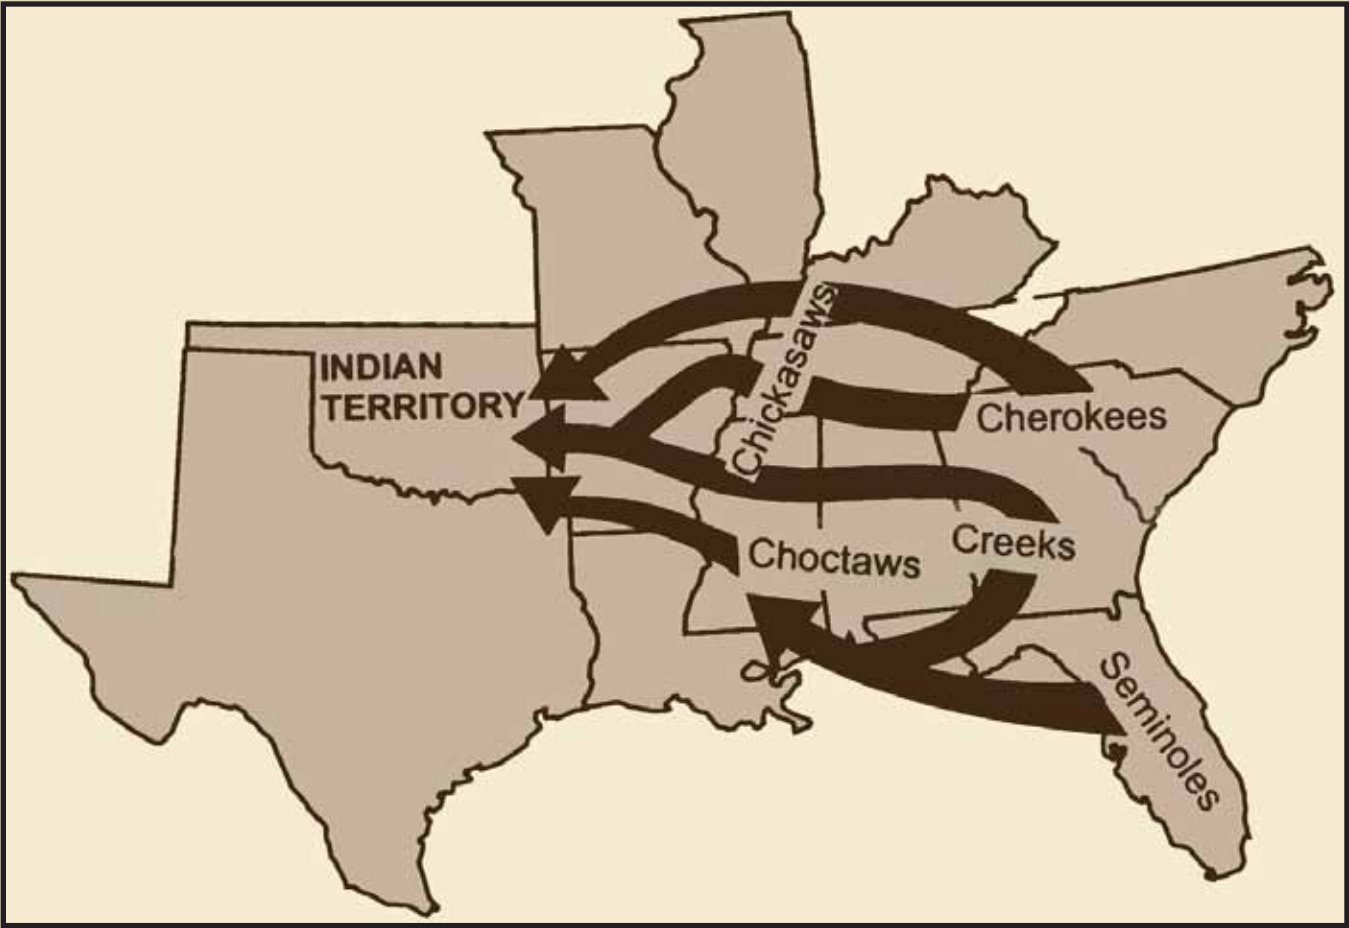 INDIAN
TERRITORY
Chickasaws
Cherokees
Creeks
Choctaws
Seminoles